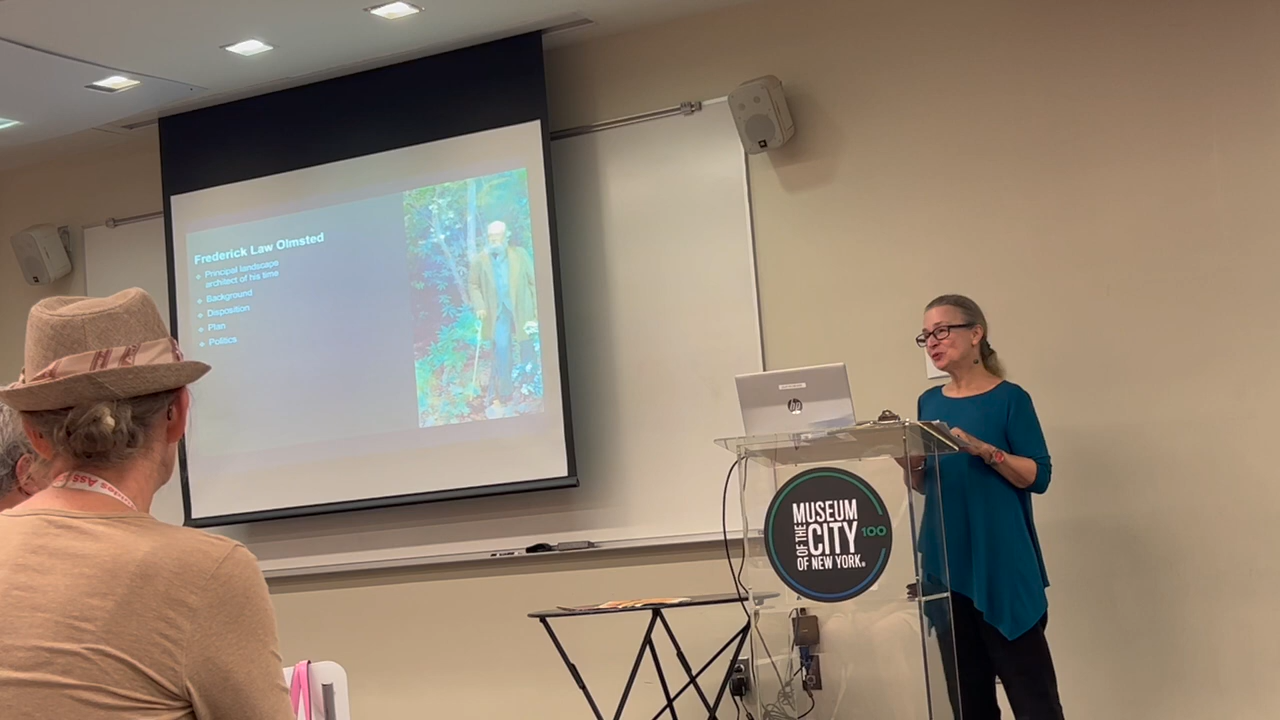 Frederick Law Olmsted
Principal landscape
architect of his time
Background
Disposition
Plan
Politics
hp
MUSEUM
OF THE
CITY
100
OF NEW YORK